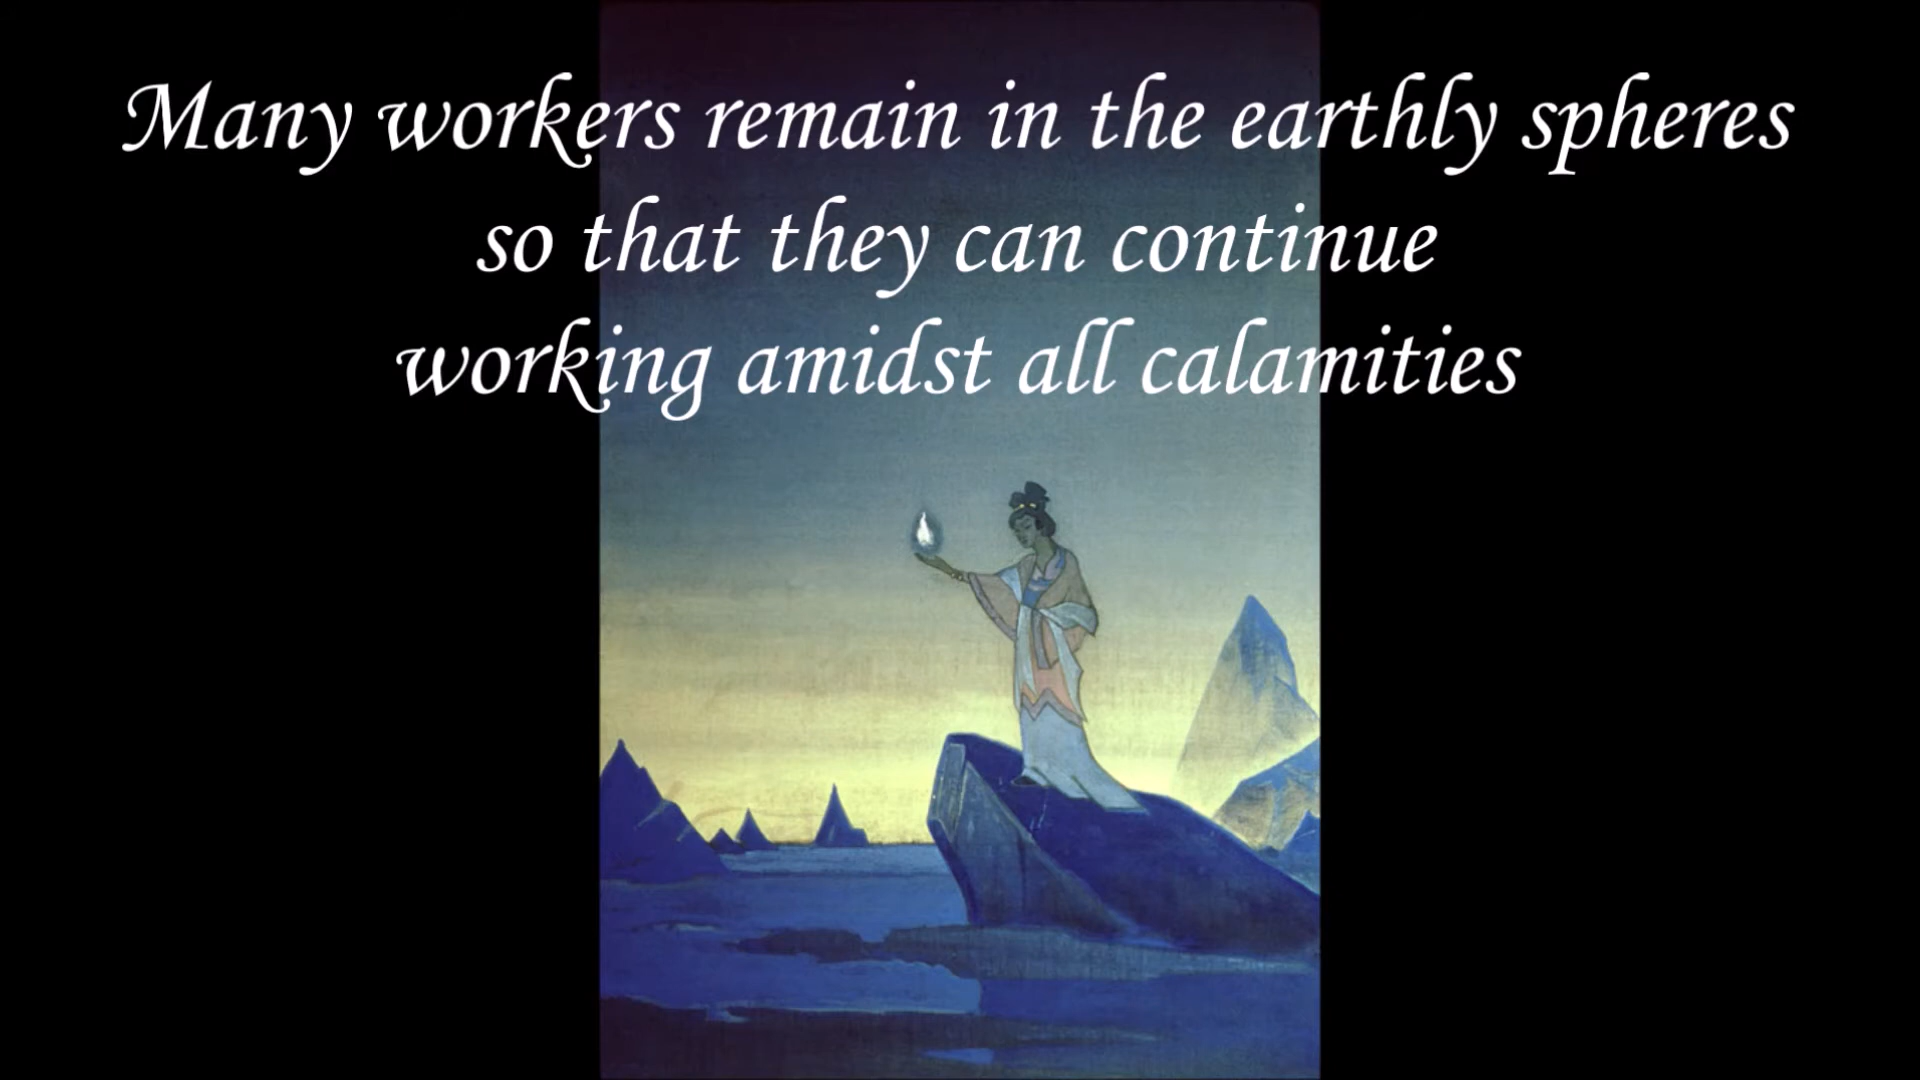 Many workers remain in the earthly spheres
so that they can continue
working amidst all calamities